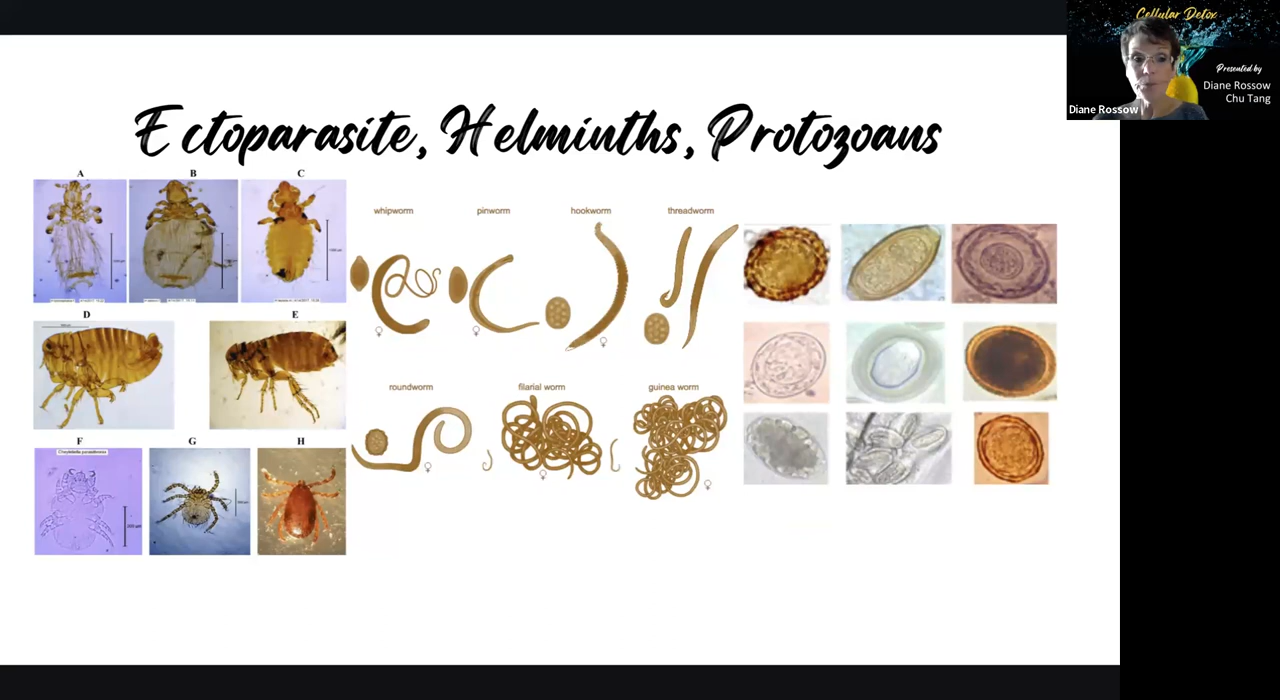 Cellular Detox
Presented by
Diane Rossow
Chu Tang
Diane Rossow
Ectoparasite, Helminths, Protozoans
A B C
D E
F G H
whipworm pinworm hookworm threadworm
roundworm filarial worm guinea worm